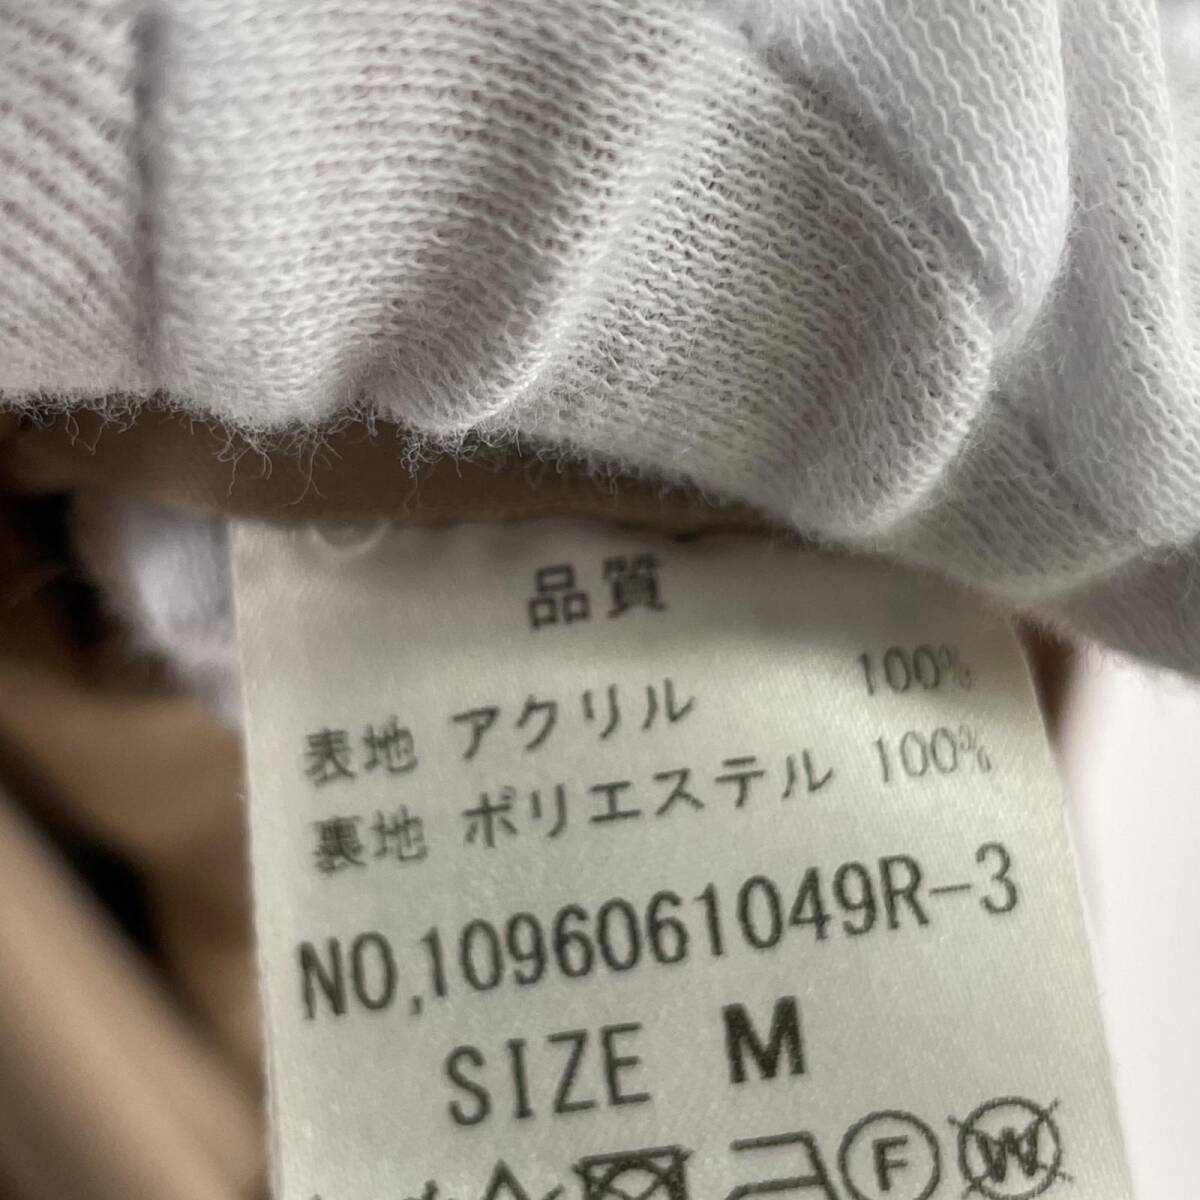 品質
表地 アクリル 100%
裏地 ポリエステル 100%
NO,1096061049R-3
SIZE M
F W